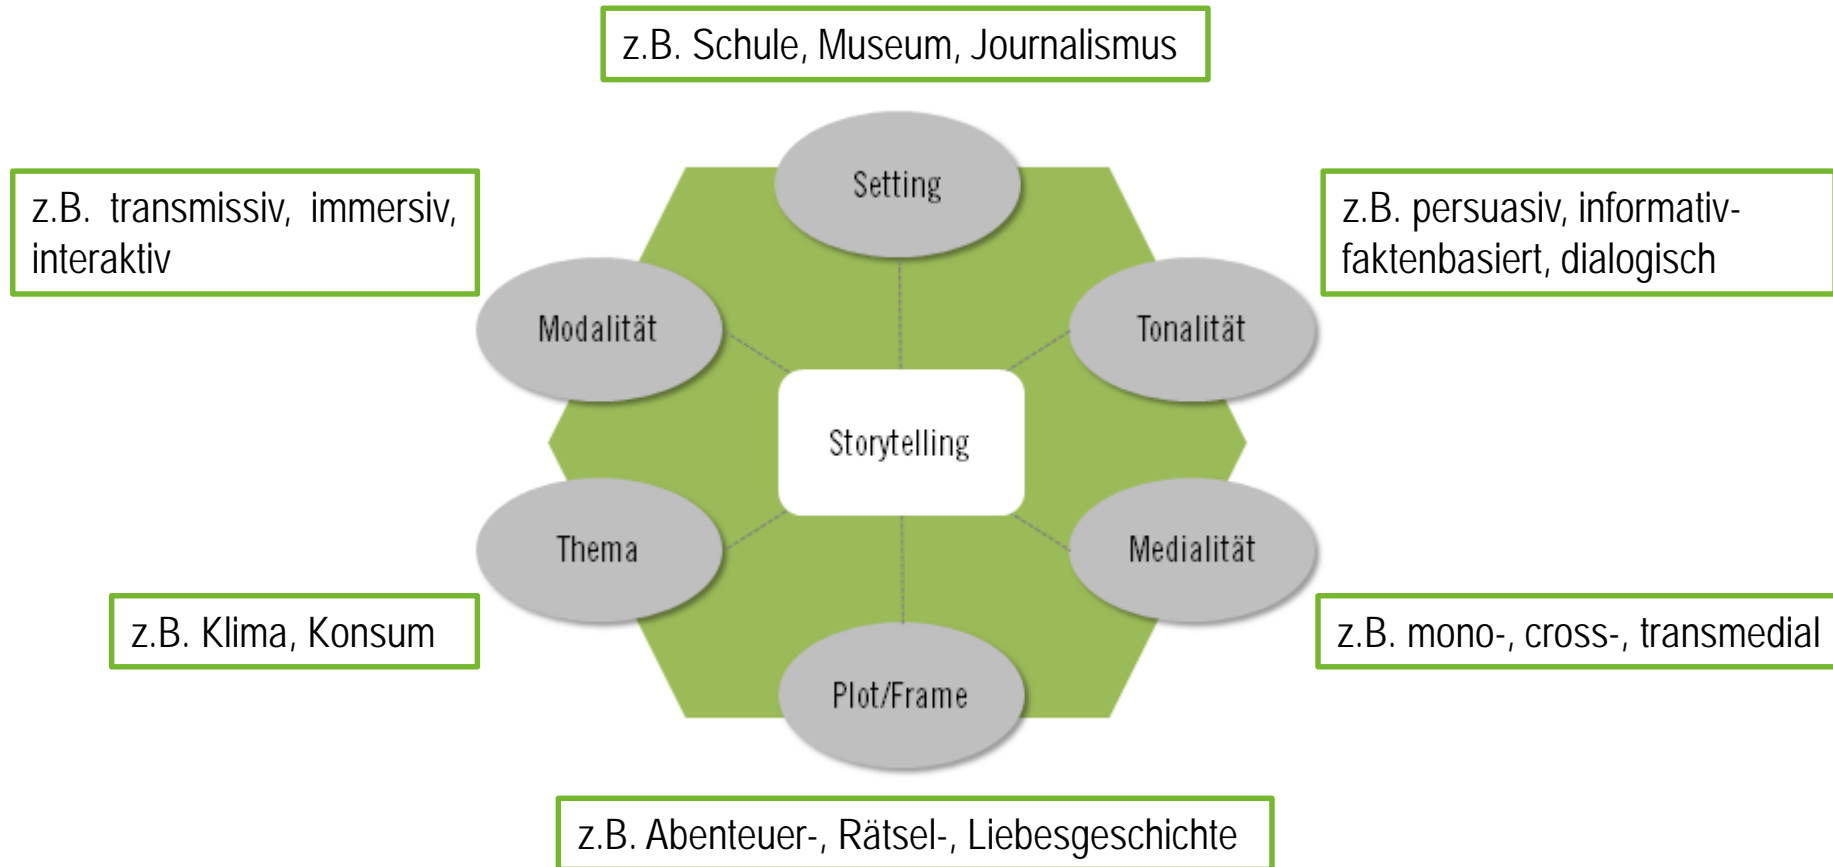 z.B. Schule, Museum, Journalismus
Setting
z.B. transmissiv, immersiv,
interaktiv
z.B. persuasiv, informativ-
faktenbasiert, dialogisch
Modalität
Tonalität
Storytelling
Thema
Medialität
z.B. Klima, Konsum
z.B. mono-, cross-, transmedial
Plot/Frame
z.B. Abenteuer-, Rätsel-, Liebesgeschichte